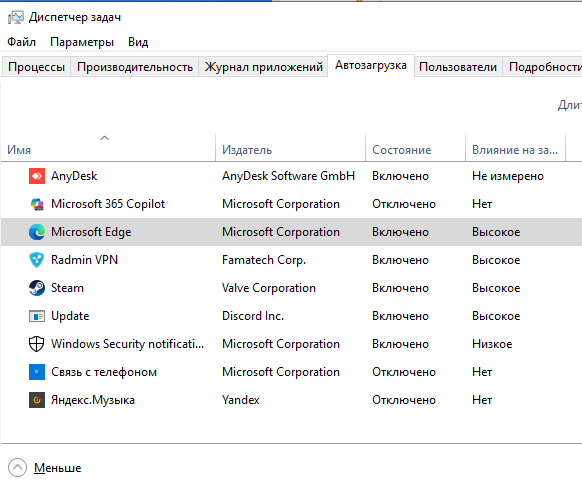 Диспетчер задач
Файл Параметры Вид
Процессы Производительность Журнал приложений Автозагрузка Пользователи Подробности
Дли
Имя Издатель Состояние Влияние на за...
AnyDesk AnyDesk Software GmbH Включено Не измерено
Microsoft 365 Copilot Microsoft Corporation Отключено Нет
Microsoft Edge Microsoft Corporation Включено Высокое
Radmin VPN Famatech Corp. Включено Высокое
Steam Valve Corporation Включено Высокое
Update Discord Inc. Включено Высокое
Windows Security notificati... Microsoft Corporation Включено Низкое
Связь с телефоном Microsoft Corporation Отключено Нет
Яндекс.Музыка Yandex Отключено Нет
Меньше